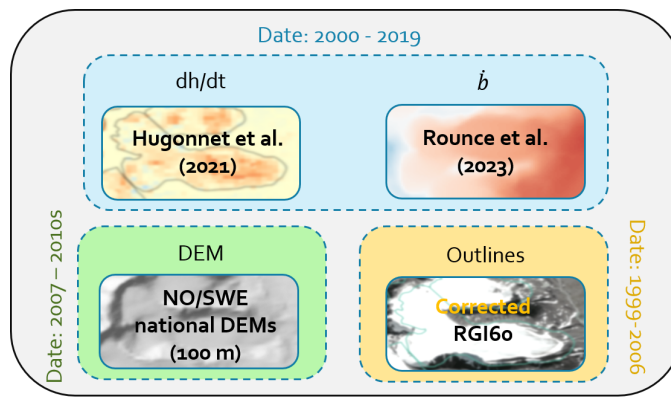 Date: 2000 - 2019
dh/dt
ḃ
Hugonnet et al.
(2021)
Rounce et al.
(2023)
Date: 2007 – 2010s
DEM
NO/SWE
national DEMs
(100 m)
Outlines
Corrected
RGI60
Date: 1999-2006